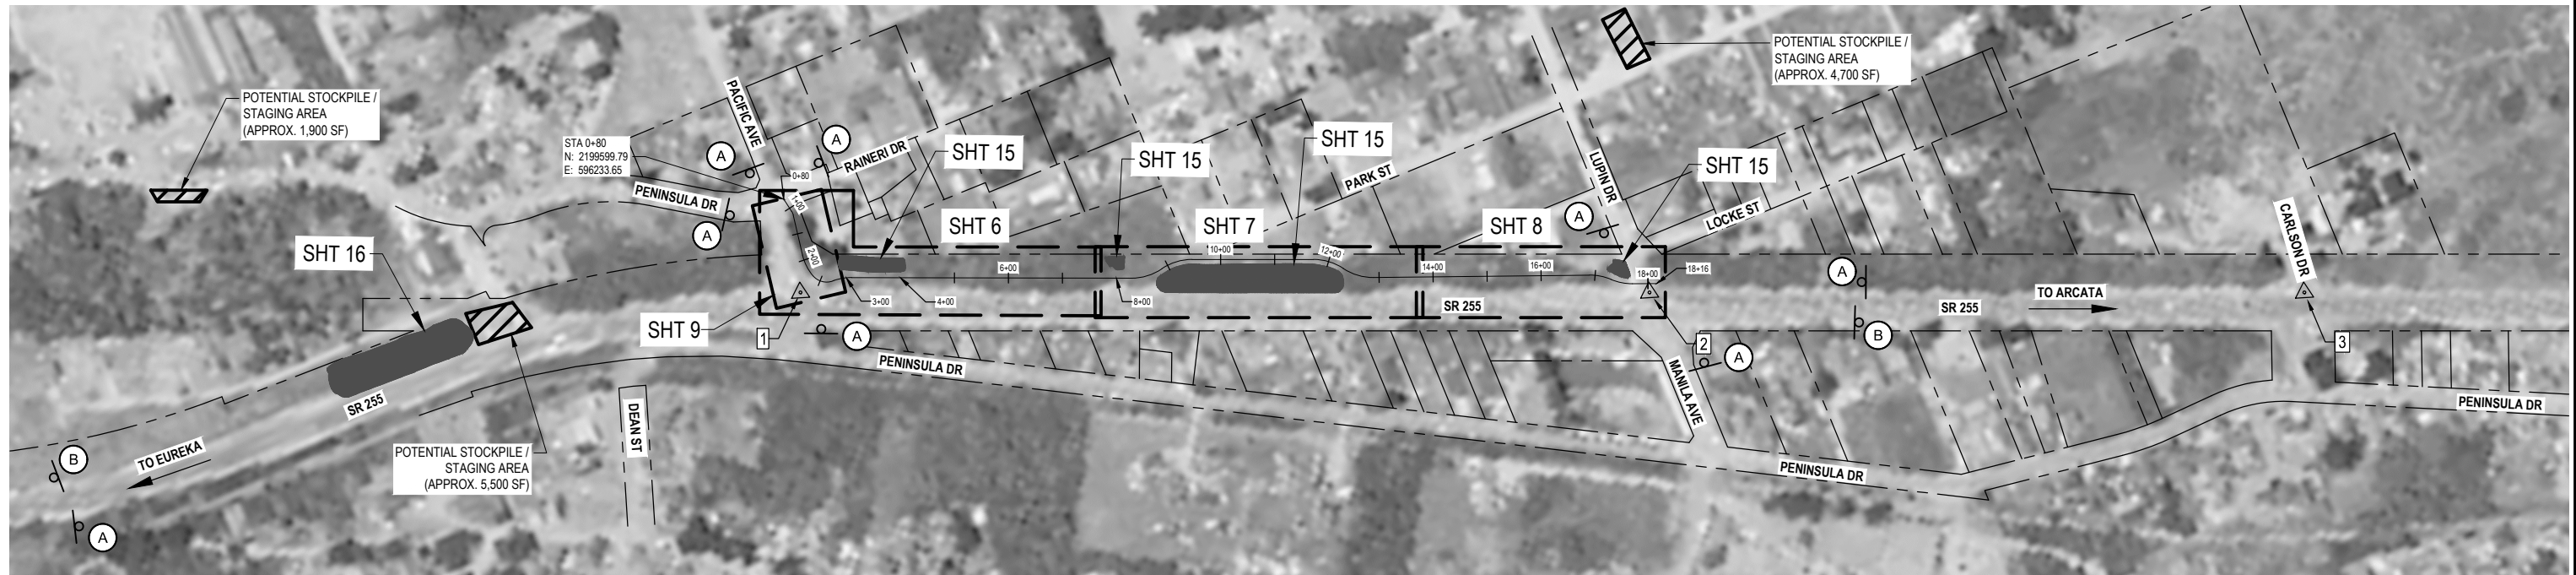 POTENTIAL STOCKPILE /
STAGING AREA
(APPROX. 1,900 SF)
POTENTIAL STOCKPILE /
STAGING AREA
(APPROX. 4,700 SF)
PACIFIC AVE
STA 0+80
N: 2199599.79
E: 596233.65
A
A
RAINERI DR
SHT 15
SHT 15
SHT 15
SHT 15
0+80
PENINSULA DR
1+00
A
PARK ST
LUPIN DR
A
LOCKE ST
CARLSON DR
SHT 16
SHT 6
SHT 7
SHT 8
2+00
6+00
10+00
12+00
14+00
16+00
18+00
18+16
A
3+00
4+00
8+00
SR 255
SR 255
TO ARCATA
SHT 9
1
A
2
A
B
3
PENINSULA DR
MANILA AVE
SR 255
DEAN ST
PENINSULA DR
PENINSULA DR
TO EUREKA
B
A
POTENTIAL STOCKPILE /
STAGING AREA
(APPROX. 5,500 SF)